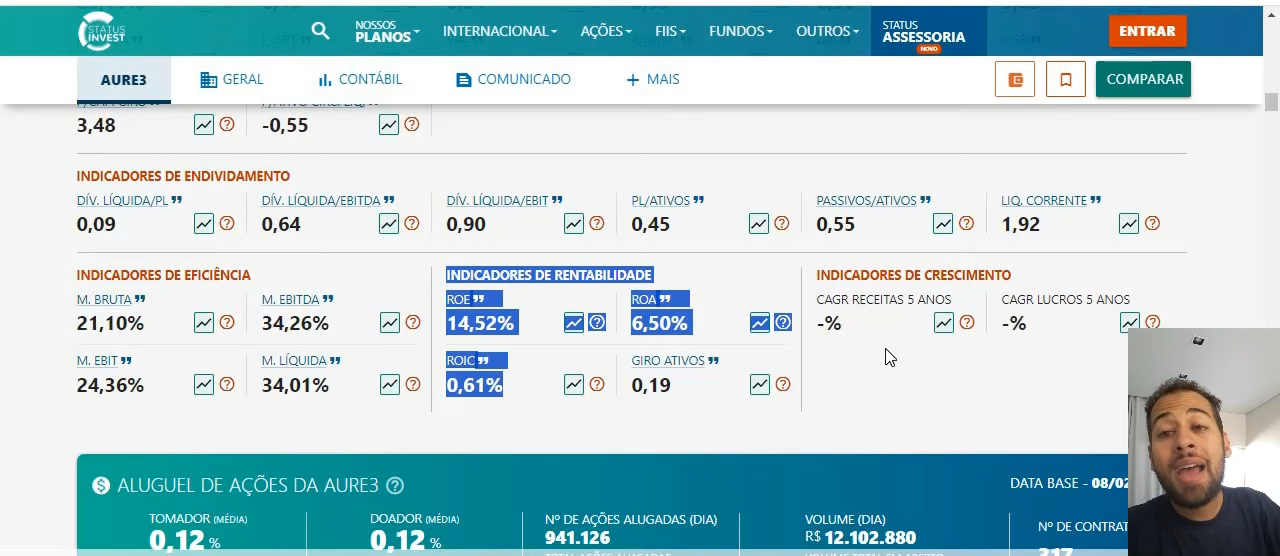 STATUS
INVEST
NOSSOS
PLANOS
INTERNACIONAL
AÇÕES
FIIS
FUNDOS
OUTROS
STATUS
ASSESSORIA
NOVO
ENTRAR
AURE3
GERAL
CONTÁBIL
COMUNICADO
+ MAIS
COMPARAR
3,48
-0,55
INDICADORES DE ENDIVIDAMENTO
DÍV. LÍQUIDA/PL
DÍV. LÍQUIDA/EBITDA
DÍV. LÍQUIDA/EBIT
PL/ATIVOS
PASSIVOS/ATIVOS
LIQ. CORRENTE
0,09
0,64
0,90
0,45
0,55
1,92
INDICADORES DE EFICIÊNCIA
INDICADORES DE RENTABILIDADE
INDICADORES DE CRESCIMENTO
M. BRUTA
M. EBITDA
ROE
ROA
CAGR RECEITAS 5 ANOS
CAGR LUCROS 5 ANOS
21,10%
34,26%
14,52%
6,50%
-%
-%
M. EBIT
M. LÍQUIDA
ROIC
GIRO ATIVOS
24,36%
34,01%
0,61%
0,19
ALUGUEL DE AÇÕES DA AURE3
DATA BASE - 08/02
TOMADOR (MÉDIA)
DOADOR (MÉDIA)
Nº DE AÇÕES ALUGADAS (DIA)
VOLUME (DIA)
Nº DE CONTRAT
0,12 %
0,12 %
941.126
R$ 12.102.880
317